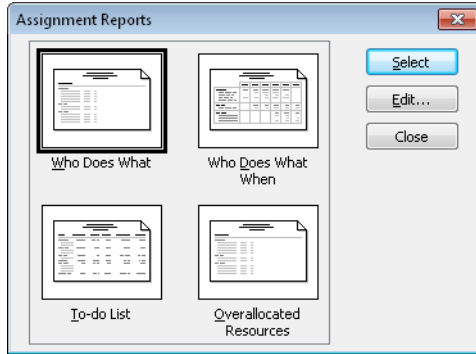 Assignment Reports
Select
Edit...
Close
Who Does What
Who Does What
When
To-do List
Overallocated
Resources